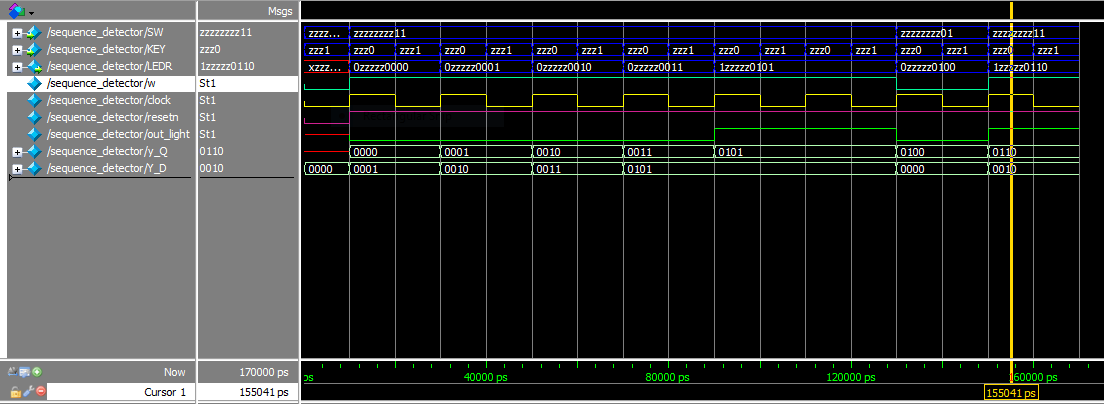 Msgs
/sequence_detector/SW zzzzzzzz11 zzzz... zzzzzzzz11 zzzzzzzz01 zzzzzzzz11
/sequence_detector/KEY zzz0 zzz1 zzz0 zzz1 zzz0 zzz1 zzz0 zzz1 zzz0 zzz1 zzz0 zzz1 zzz0 zzz1 zzz0 zzz1 zzz0 zzz1
/sequence_detector/LEDR 1zzzzz0110 xzzz... 0zzzzz0000 0zzzzz0001 0zzzzz0010 0zzzzz0011 1zzzzz0101 0zzzzz0100 1zzzzz0110
/sequence_detector/w St1
/sequence_detector/clock St1
/sequence_detector/resetn St1
/sequence_detector/out_light St1
/sequence_detector/y_Q 0110 0000 0001 0010 0011 0101 0100 0110
/sequence_detector/Y_D 0010 0000 0001 0010 0011 0101 0000 0010
Now 170000 ps ps 40000 ps 80000 ps 120000 ps 160000 ps
Cursor 1 155041 ps 155041 ps